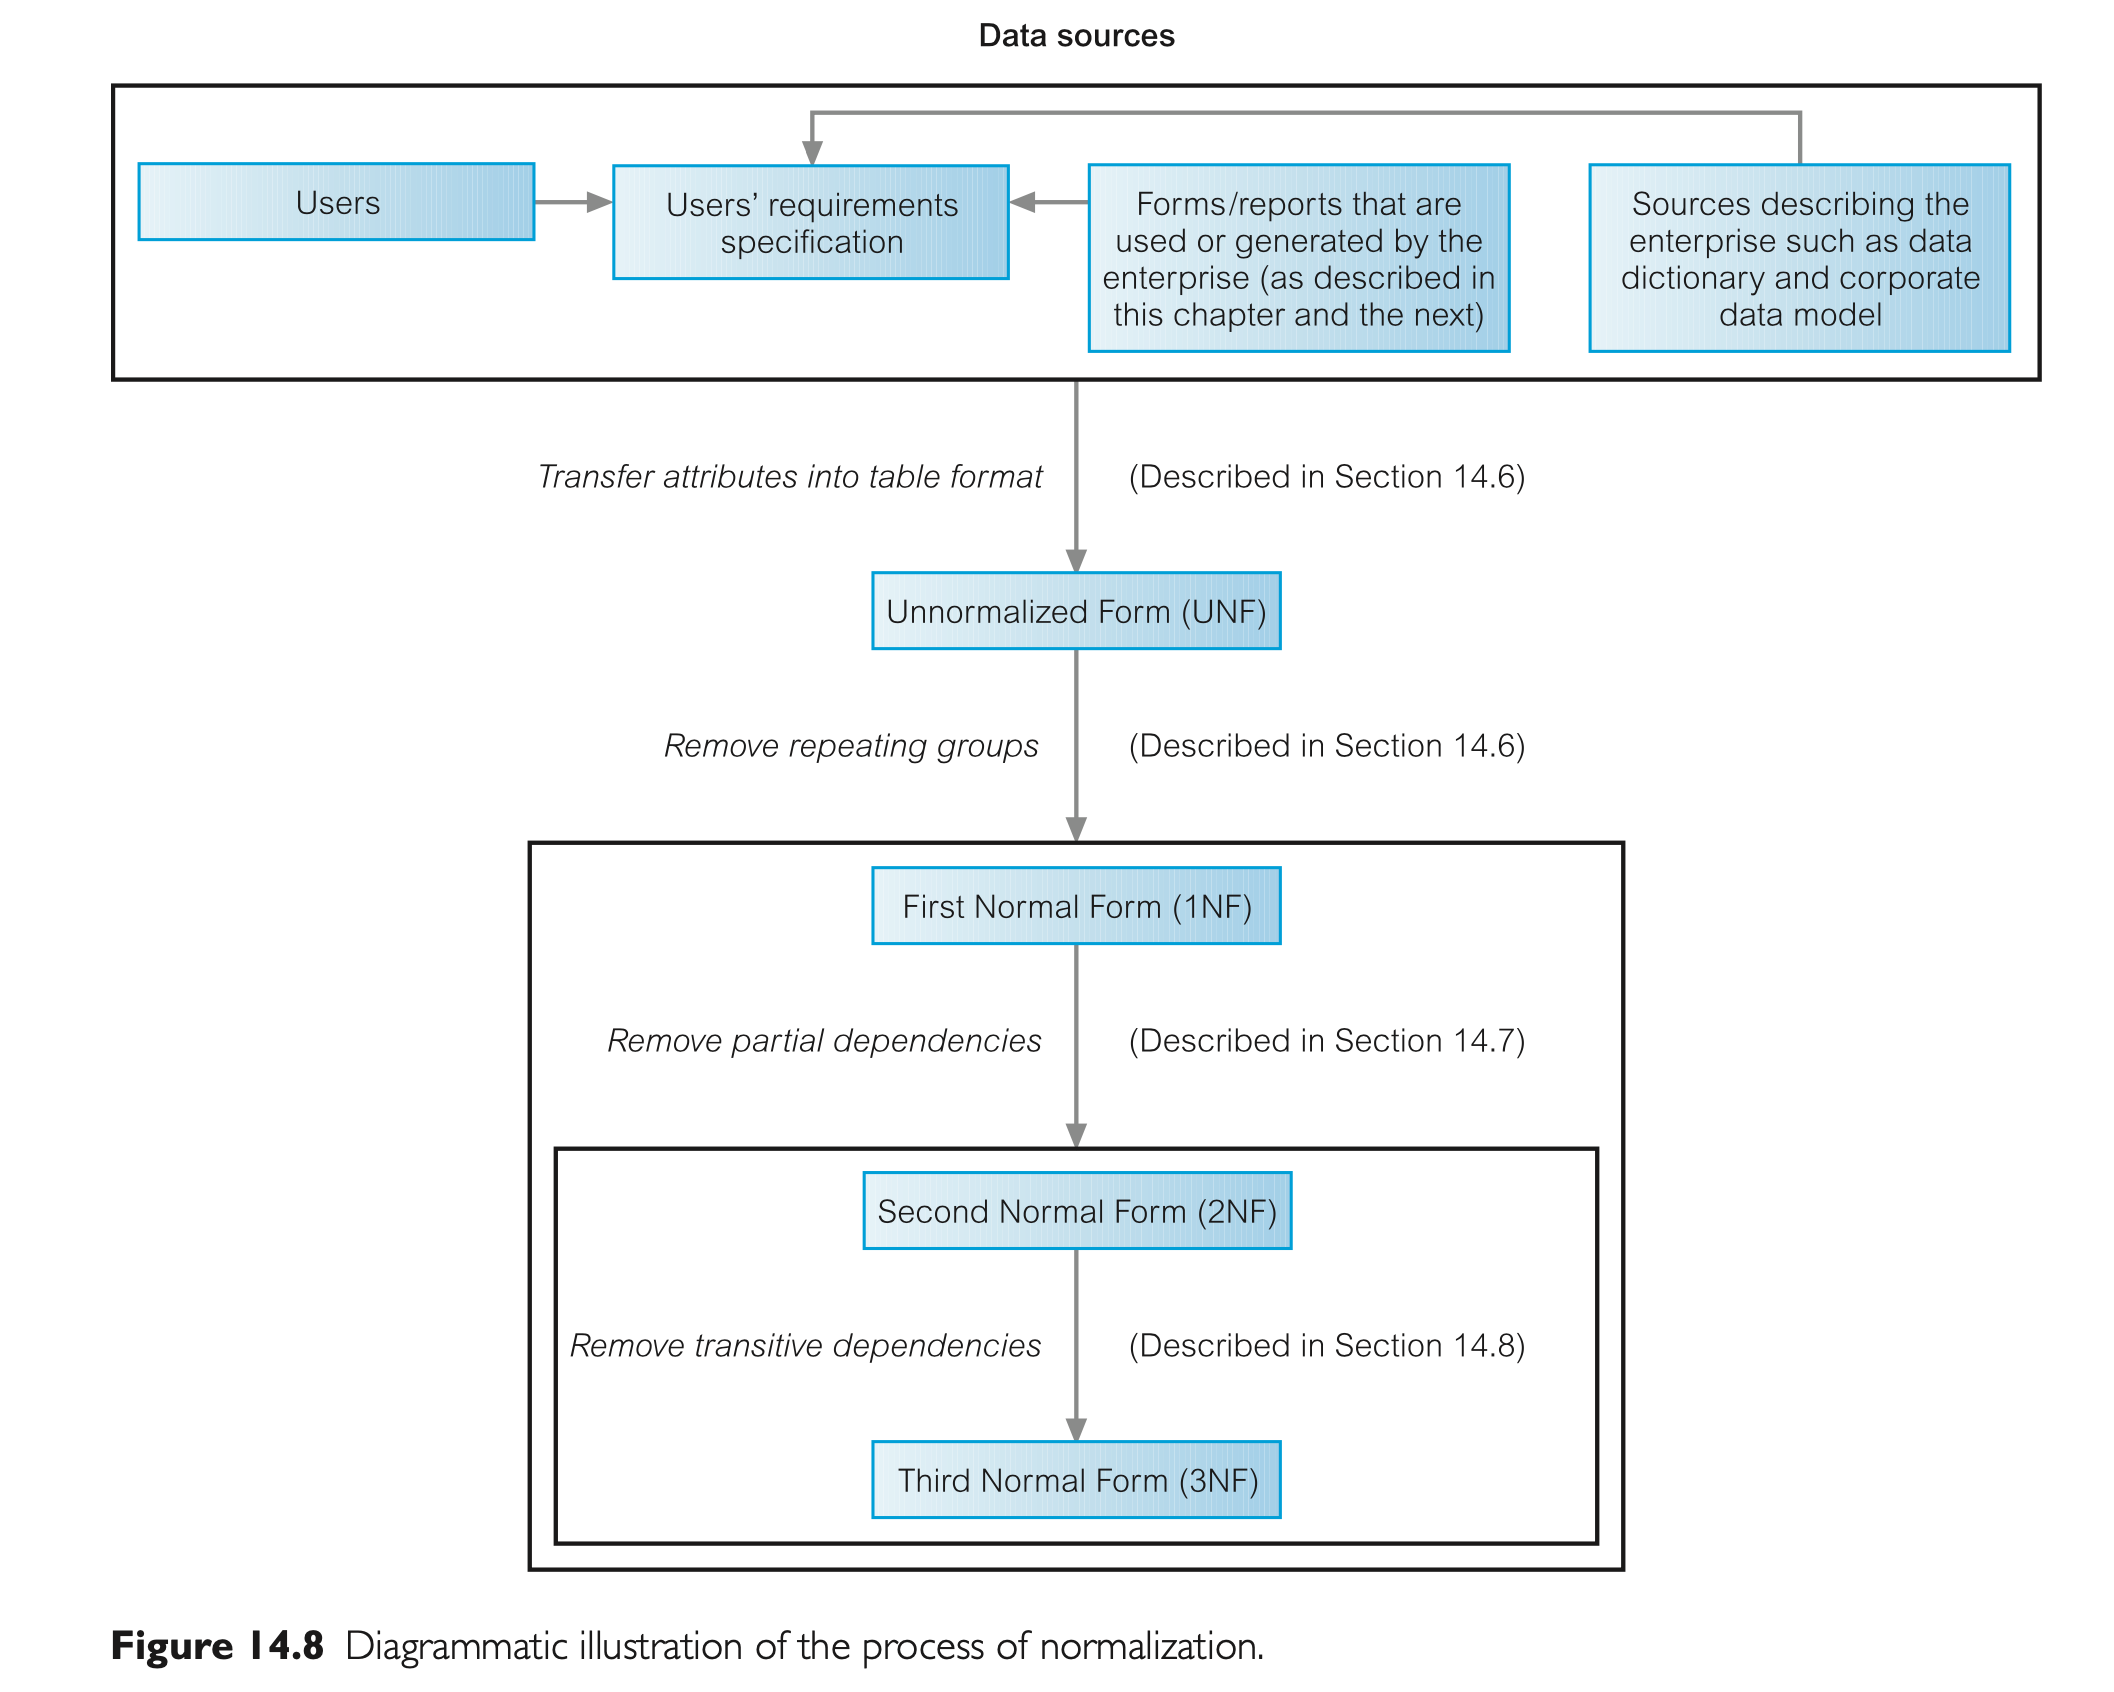 Data sources
Users
Users’ requirements
specification
Forms/reports that are
used or generated by the
enterprise (as described in
this chapter and the next)
Sources describing the
enterprise such as data
dictionary and corporate
data model
Transfer attributes into table format
(Described in Section 14.6)
Unnormalized Form (UNF)
Remove repeating groups
(Described in Section 14.6)
First Normal Form (1NF)
Remove partial dependencies
(Described in Section 14.7)
Second Normal Form (2NF)
Remove transitive dependencies
(Described in Section 14.8)
Third Normal Form (3NF)
Figure 14.8 Diagrammatic illustration of the process of normalization.